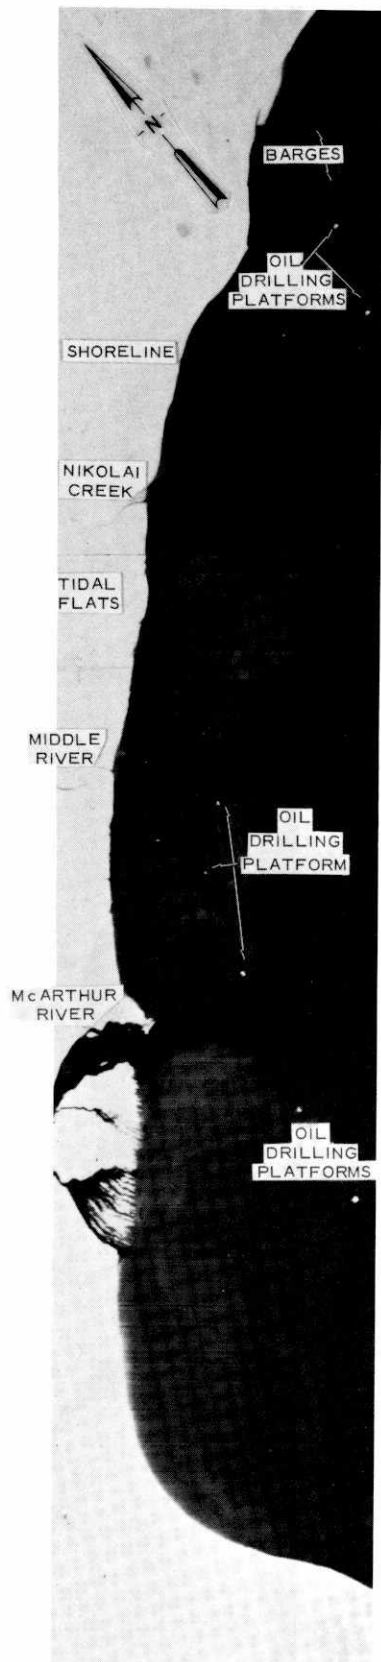 N
BARGES
OIL
DRILLING
PLATFORMS
SHORELINE
NIKOLAI
CREEK
TIDAL
FLATS
MIDDLE
RIVER
OIL
DRILLING
PLATFORM
McARTHUR
RIVER
OIL
DRILLING
PLATFORMS